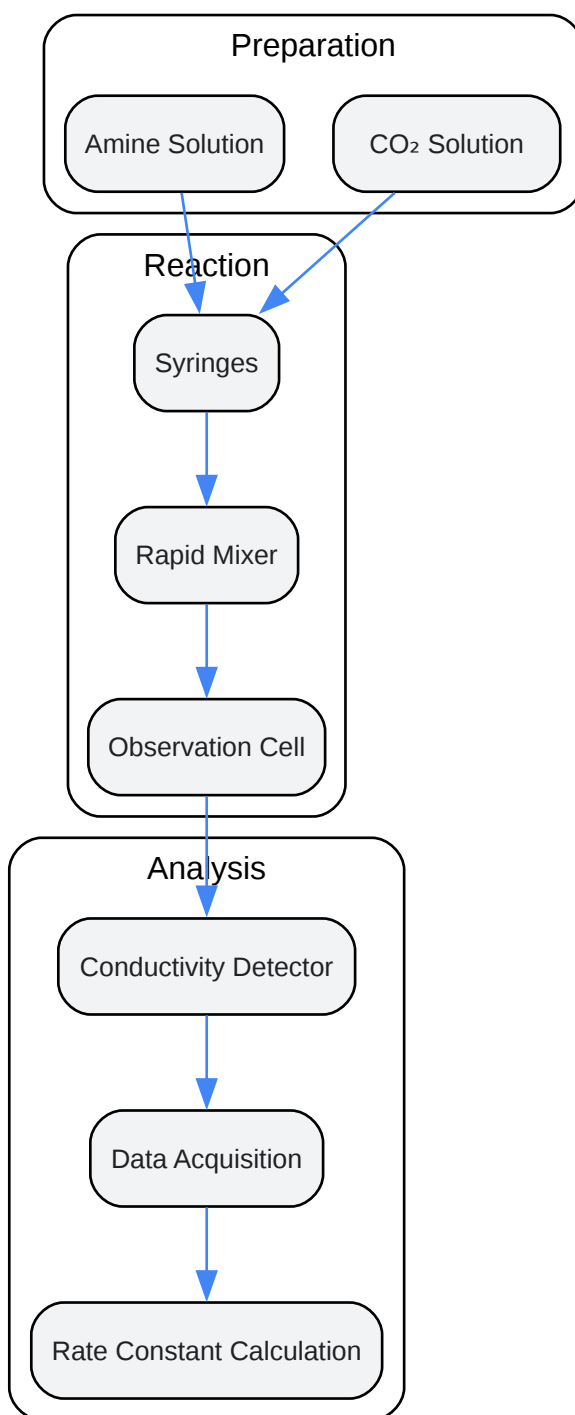 Preparation
Amine Solution
CO₂ Solution
Reaction
Syringes
Rapid Mixer
Observation Cell
Analysis
Conductivity Detector
Data Acquisition
Rate Constant Calculation